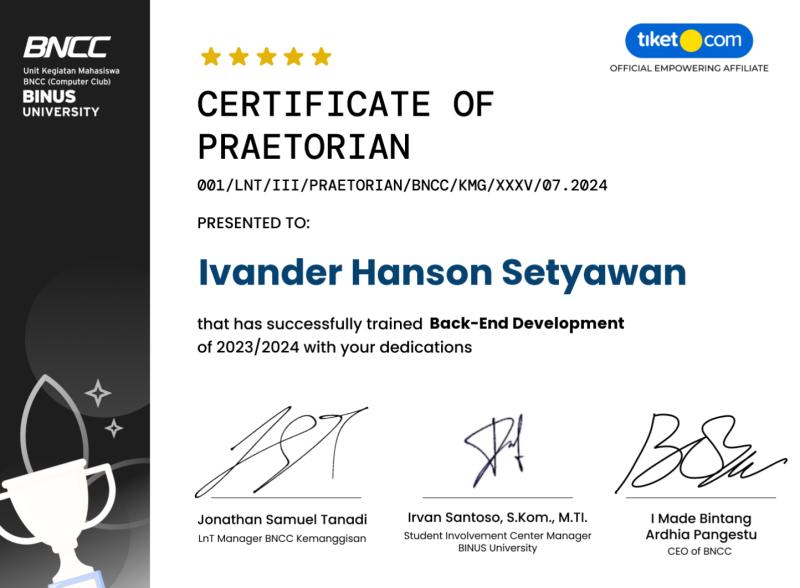 BNCC
Unit Kegiatan Mahasiswa
BNCC (Computer Club)
BINUS
UNIVERSITY
tiket com
OFFICIAL EMPOWERING AFFILIATE
CERTIFICATE OF
PRAETORIAN
001/LNT/III/PRAETORIAN/BNCC/KMG/XXXV/07.2024
PRESENTED TO:
Ivander Hanson Setyawan
that has successfully trained Back-End Development
of 2023/2024 with your dedications
Jonathan Samuel Tanadi
LnT Manager BNCC Kemanggisan
Irvan Santoso, S.Kom., M.TI.
Student Involvement Center Manager
BINUS University
I Made Bintang
Ardhia Pangestu
CEO of BNCC